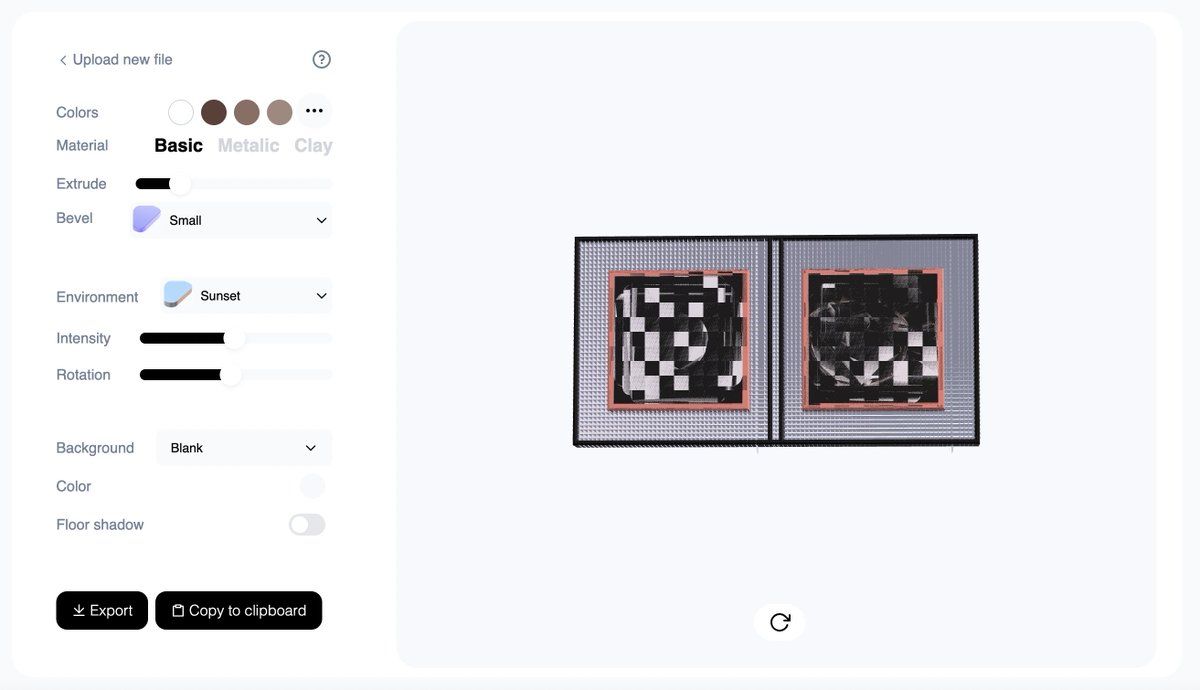 Upload new file
Colors
Material Basic Metalic Clay
Extrude
Bevel Small
Environment Sunset
Intensity
Rotation
Background Blank
Color
Floor shadow
Export Copy to clipboard